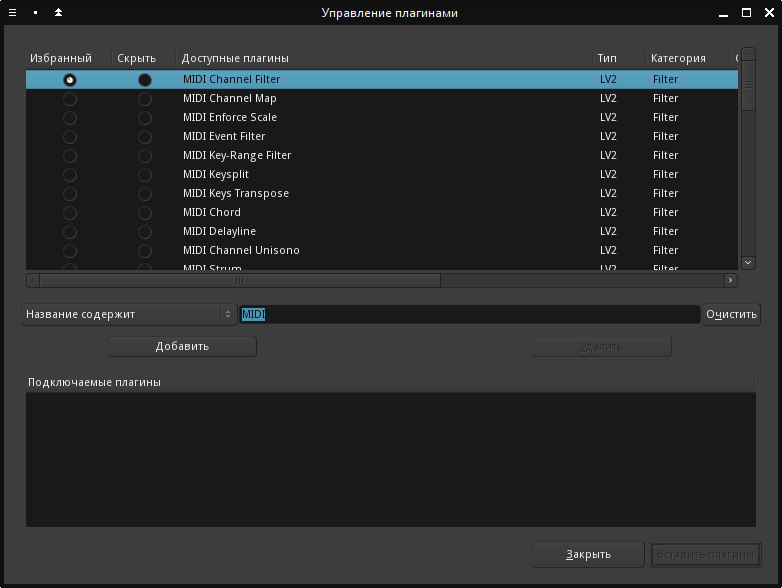 Управление плагинами
Избранный Скрыть Доступные плагины Тип Категория
MIDI Channel Filter LV2 Filter
MIDI Channel Map LV2 Filter
MIDI Enforce Scale LV2 Filter
MIDI Event Filter LV2 Filter
MIDI Key-Range Filter LV2 Filter
MIDI Keysplit LV2 Filter
MIDI Keys Transpose LV2 Filter
MIDI Chord LV2 Filter
MIDI Delayline LV2 Filter
MIDI Channel Unisono LV2 Filter
MIDI Strum LV2 Filter
Название содержит MIDI Очистить
Добавить Удалить
Подключаемые плагины
Закрыть Вставить плагины